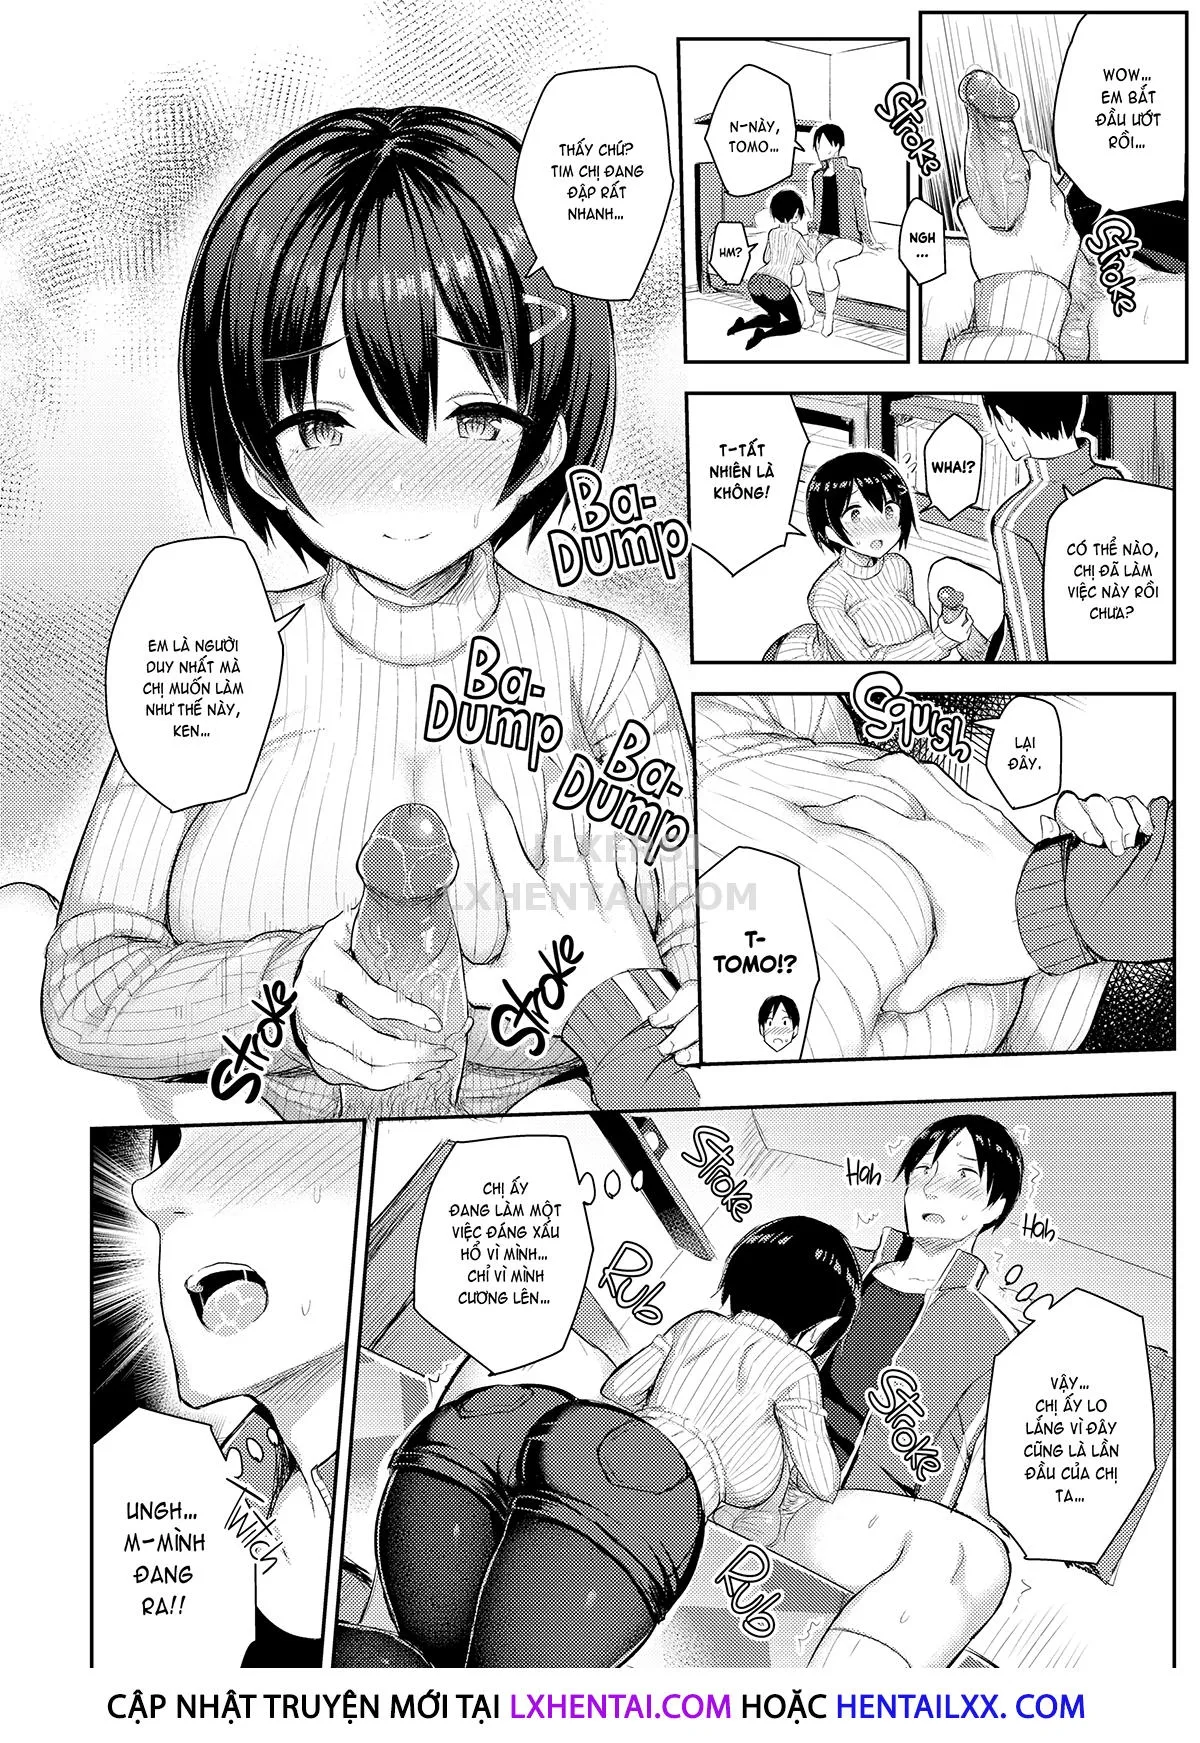 WOW...
EM BẮT
ĐẦU ƯỚT
RỒI...
Stroke
NGH
...
Stroke
N-NÀY,
TOMO...
HM?
CÓ THỂ NÀO,
CHỊ ĐÃ LÀM
VIỆC NÀY RỒI
CHƯA?
WHA!?
T-TẤT
NHIÊN LÀ
KHÔNG!
LẠI
ĐÂY.
Squish
T-
TOMO!?
THẤY CHỨ?
TIM CHỊ ĐANG
ĐẬP RẤT
NHANH...
Ba-
Dump
Ba-
Dump
Ba-
Dump
EM LÀ NGƯỜI
DUY NHẤT MÀ
CHỊ MUỐN LÀM
NHƯ THẾ NÀY,
KEN...
Stroke
Stroke
LXHENTAI.COM
Hah
Hah
VẬY...
CHỊ ẤY LO
LẮNG VÌ ĐÂY
CŨNG LÀ LẦN
ĐẦU CỦA CHỊ
TA...
Stroke
Stroke
CHỊ ẤY
ĐANG LÀM MỘT
VIỆC ĐÁNG XẤU
HỔ VÌ MÌNH...
CHỈ VÌ MÌNH
CƯƠNG LÊN...
Rub
Rub
Twitch
UNGH...
M-MÌNH
ĐANG
RA!!
CẬP NHẬT TRUYỆN MỚI TẠI LXHENTAI.COM HOẶC HENTAILXX. COM